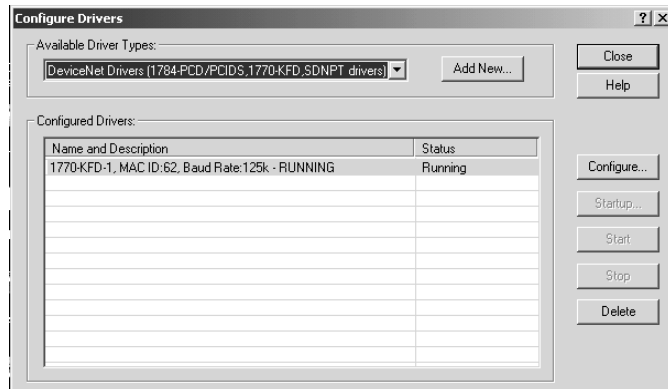 Configure Drivers
Available Driver Types:
DeviceNet Drivers (1784-PCD/PCIDS,1770-KFD,SDNPT drivers)
Add New...
Close
Help
Configured Drivers:
Name and Description Status
1770-KFD-1, MAC ID:62, Baud Rate:125k - RUNNING Running
Configure...
Startup...
Start
Stop
Delete